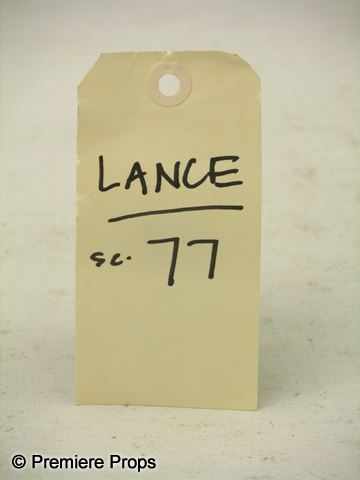 LANCE
sc. 77
© Premiere Props